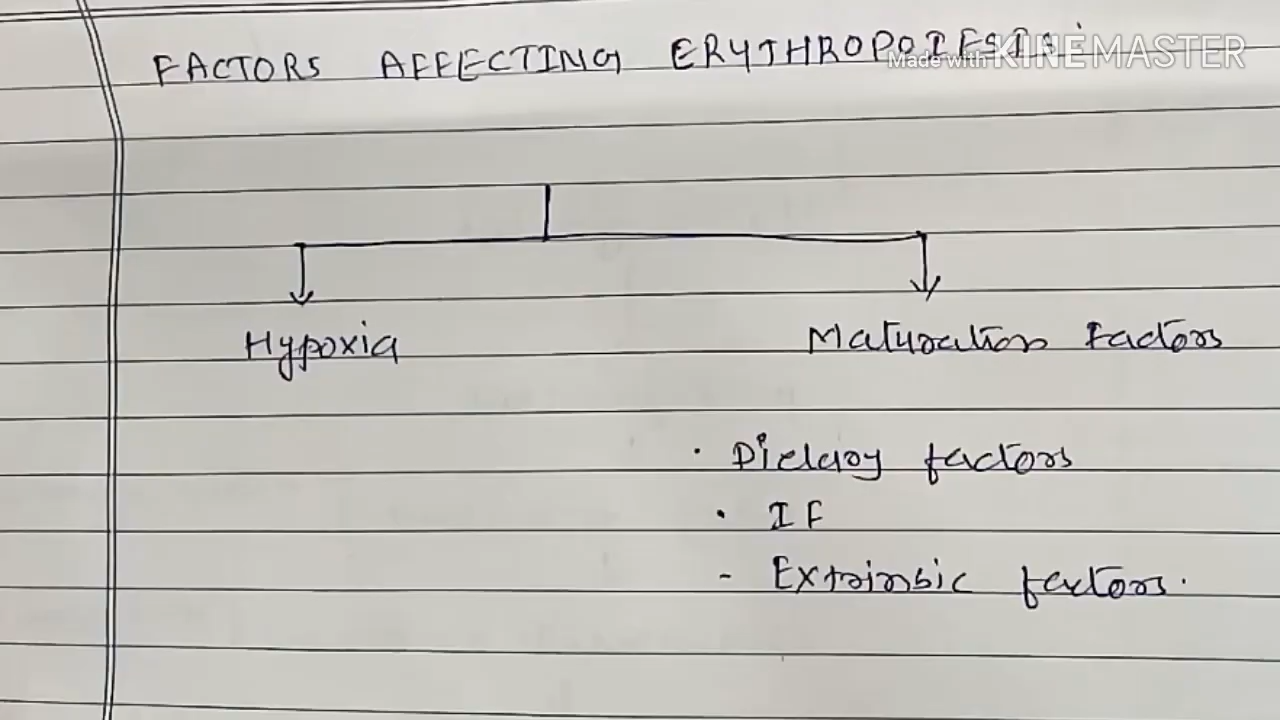 FACTORS AFFECTING ERYTHROPOIESIS:
Made with KINEMASTER
Hypoxia Maturation Factors
· Dietary factors
· IF
- Extrinsic factors.